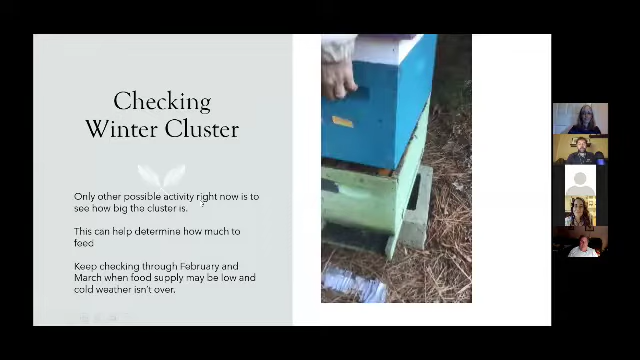 Checking
Winter Cluster
Only other possible activity right now is to
see how big the cluster is.
This can help determine how much to
feed
Keep checking through February and
March when food supply may be low and
cold weather isn't over.